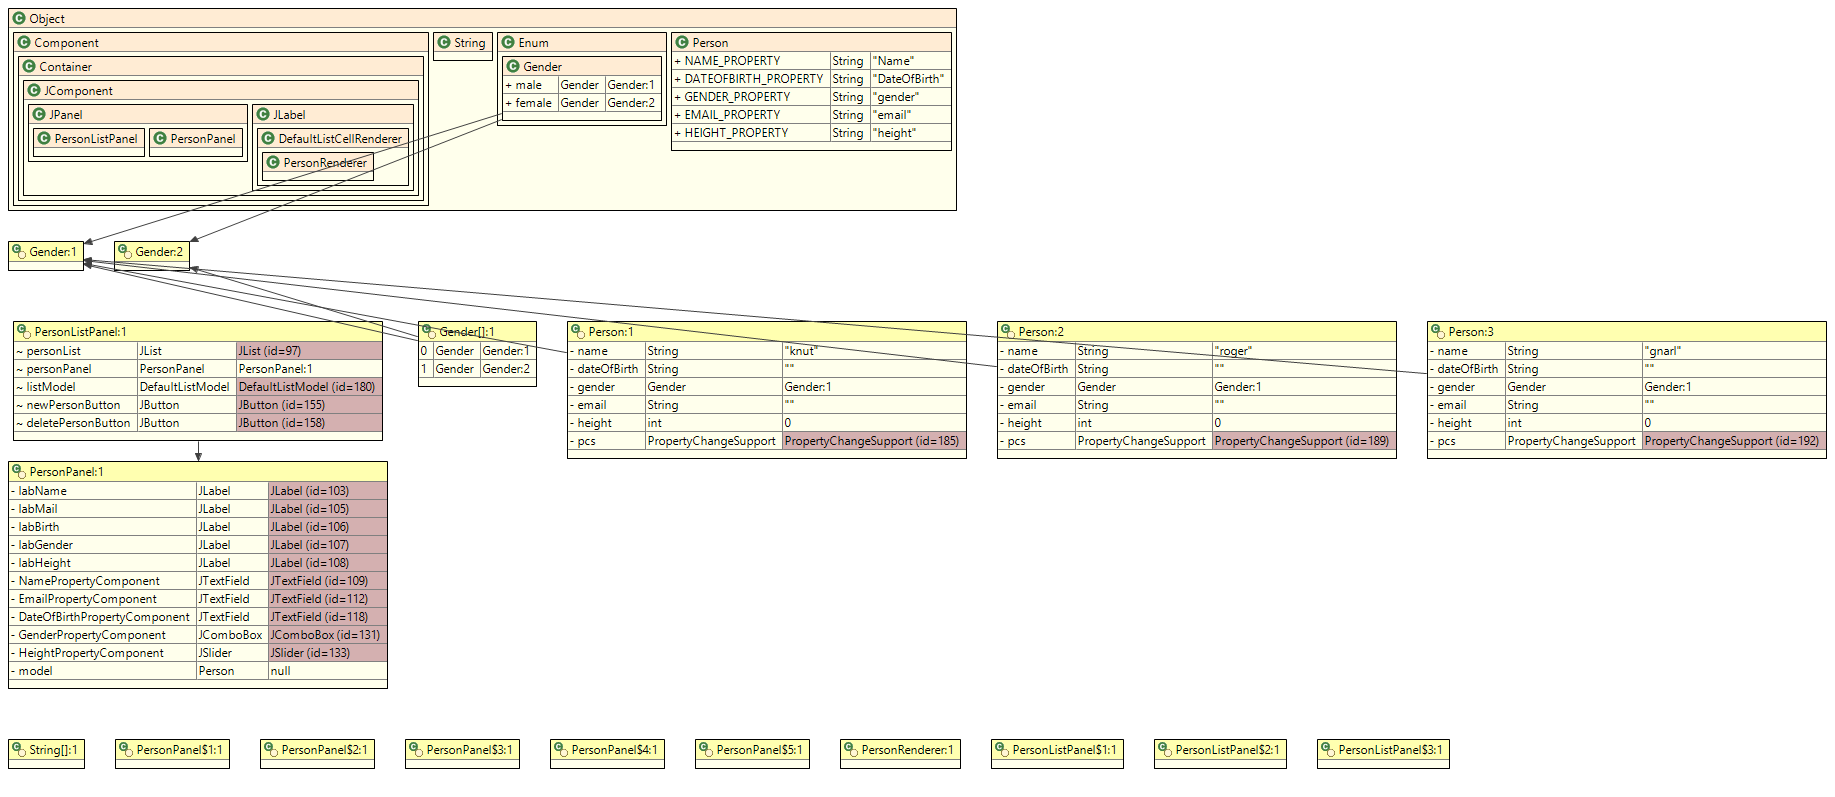 Object
Component
String
Enum
Person
Container
Gender
+ NAME_PROPERTY String "Name"
+ male Gender Gender:1
+ DATEOFBIRTH_PROPERTY String "DateOfBirth"
JComponent
+ female Gender Gender:2
+ GENDER_PROPERTY String "gender"
JPanel
JLabel
+ EMAIL_PROPERTY String "email"
PersonListPanel
PersonPanel
DefaultListCellRenderer
+ HEIGHT_PROPERTY String "height"
PersonRenderer
Gender:1
Gender:2
PersonListPanel:1
~ personList JList JList (id=97)
~ personPanel PersonPanel PersonPanel:1
~ listModel DefaultListModel DefaultListModel (id=180)
~ newPersonButton JButton JButton (id=155)
~ deletePersonButton JButton JButton (id=158)
Gender[]:1
0 Gender Gender:1
1 Gender Gender:2
Person:1
- name String "knut"
- dateOfBirth String ""
- gender Gender Gender:1
- email String ""
- height int 0
- pcs PropertyChangeSupport PropertyChangeSupport (id=185)
Person:2
- name String "roger"
- dateOfBirth String ""
- gender Gender Gender:1
- email String ""
- height int 0
- pcs PropertyChangeSupport PropertyChangeSupport (id=189)
Person:3
- name String "gnarl"
- dateOfBirth String ""
- gender Gender Gender:1
- email String ""
- height int 0
- pcs PropertyChangeSupport PropertyChangeSupport (id=192)
PersonPanel:1
- labName JLabel JLabel (id=103)
- labMail JLabel JLabel (id=105)
- labBirth JLabel JLabel (id=106)
- labGender JLabel JLabel (id=107)
- labHeight JLabel JLabel (id=108)
- NamePropertyComponent JTextField JTextField (id=109)
- EmailPropertyComponent JTextField JTextField (id=112)
- DateOfBirthPropertyComponent JTextField JTextField (id=118)
- GenderPropertyComponent JComboBox JComboBox (id=131)
- HeightPropertyComponent JSlider JSlider (id=133)
- model Person null
String[]:1
PersonPanel$1:1
PersonPanel$2:1
PersonPanel$3:1
PersonPanel$4:1
PersonPanel$5:1
PersonRenderer:1
PersonListPanel$1:1
PersonListPanel$2:1
PersonListPanel$3:1